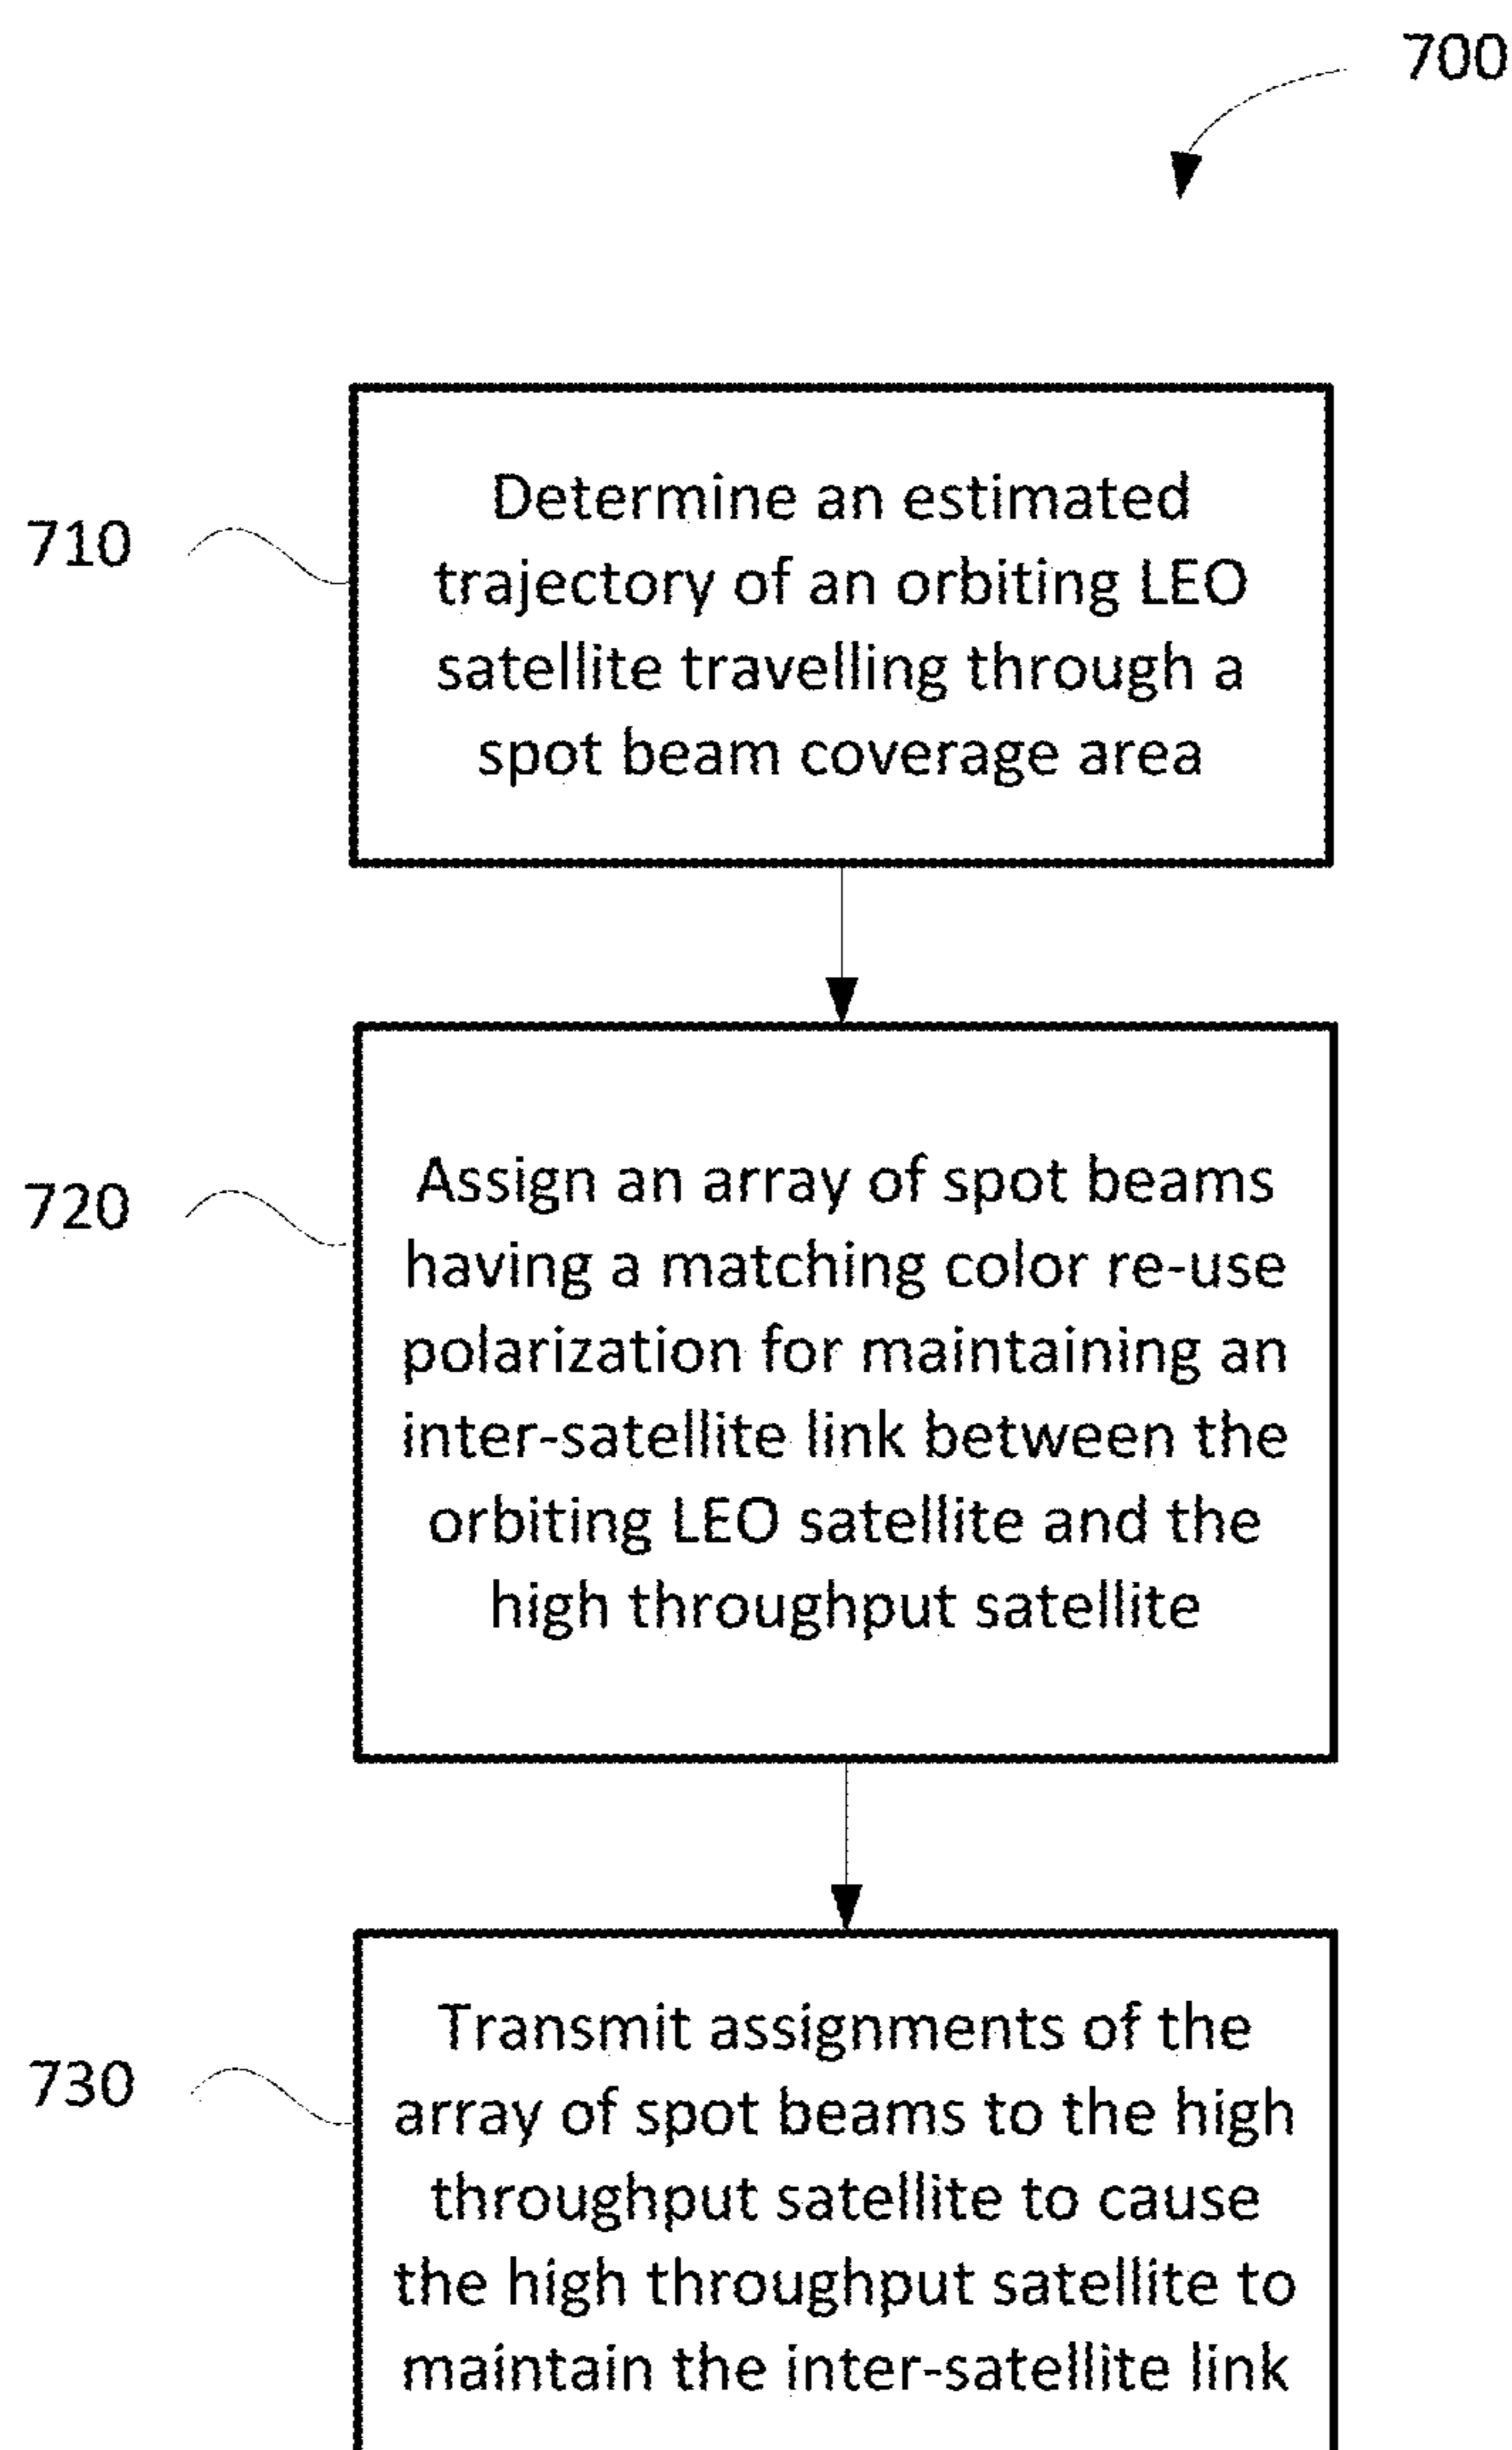 700
710
Determine an estimated
trajectory of an orbiting LEO
satellite travelling through a
spot beam coverage area
720
Assign an array of spot beams
having a matching color re-use
polarization for maintaining an
inter-satellite link between the
orbiting LEO satellite and the
high throughput satellite
730
Transmit assignments of the
array of spot beams to the high
throughput satellite to cause
the high throughput satellite to
maintain the inter-satellite link